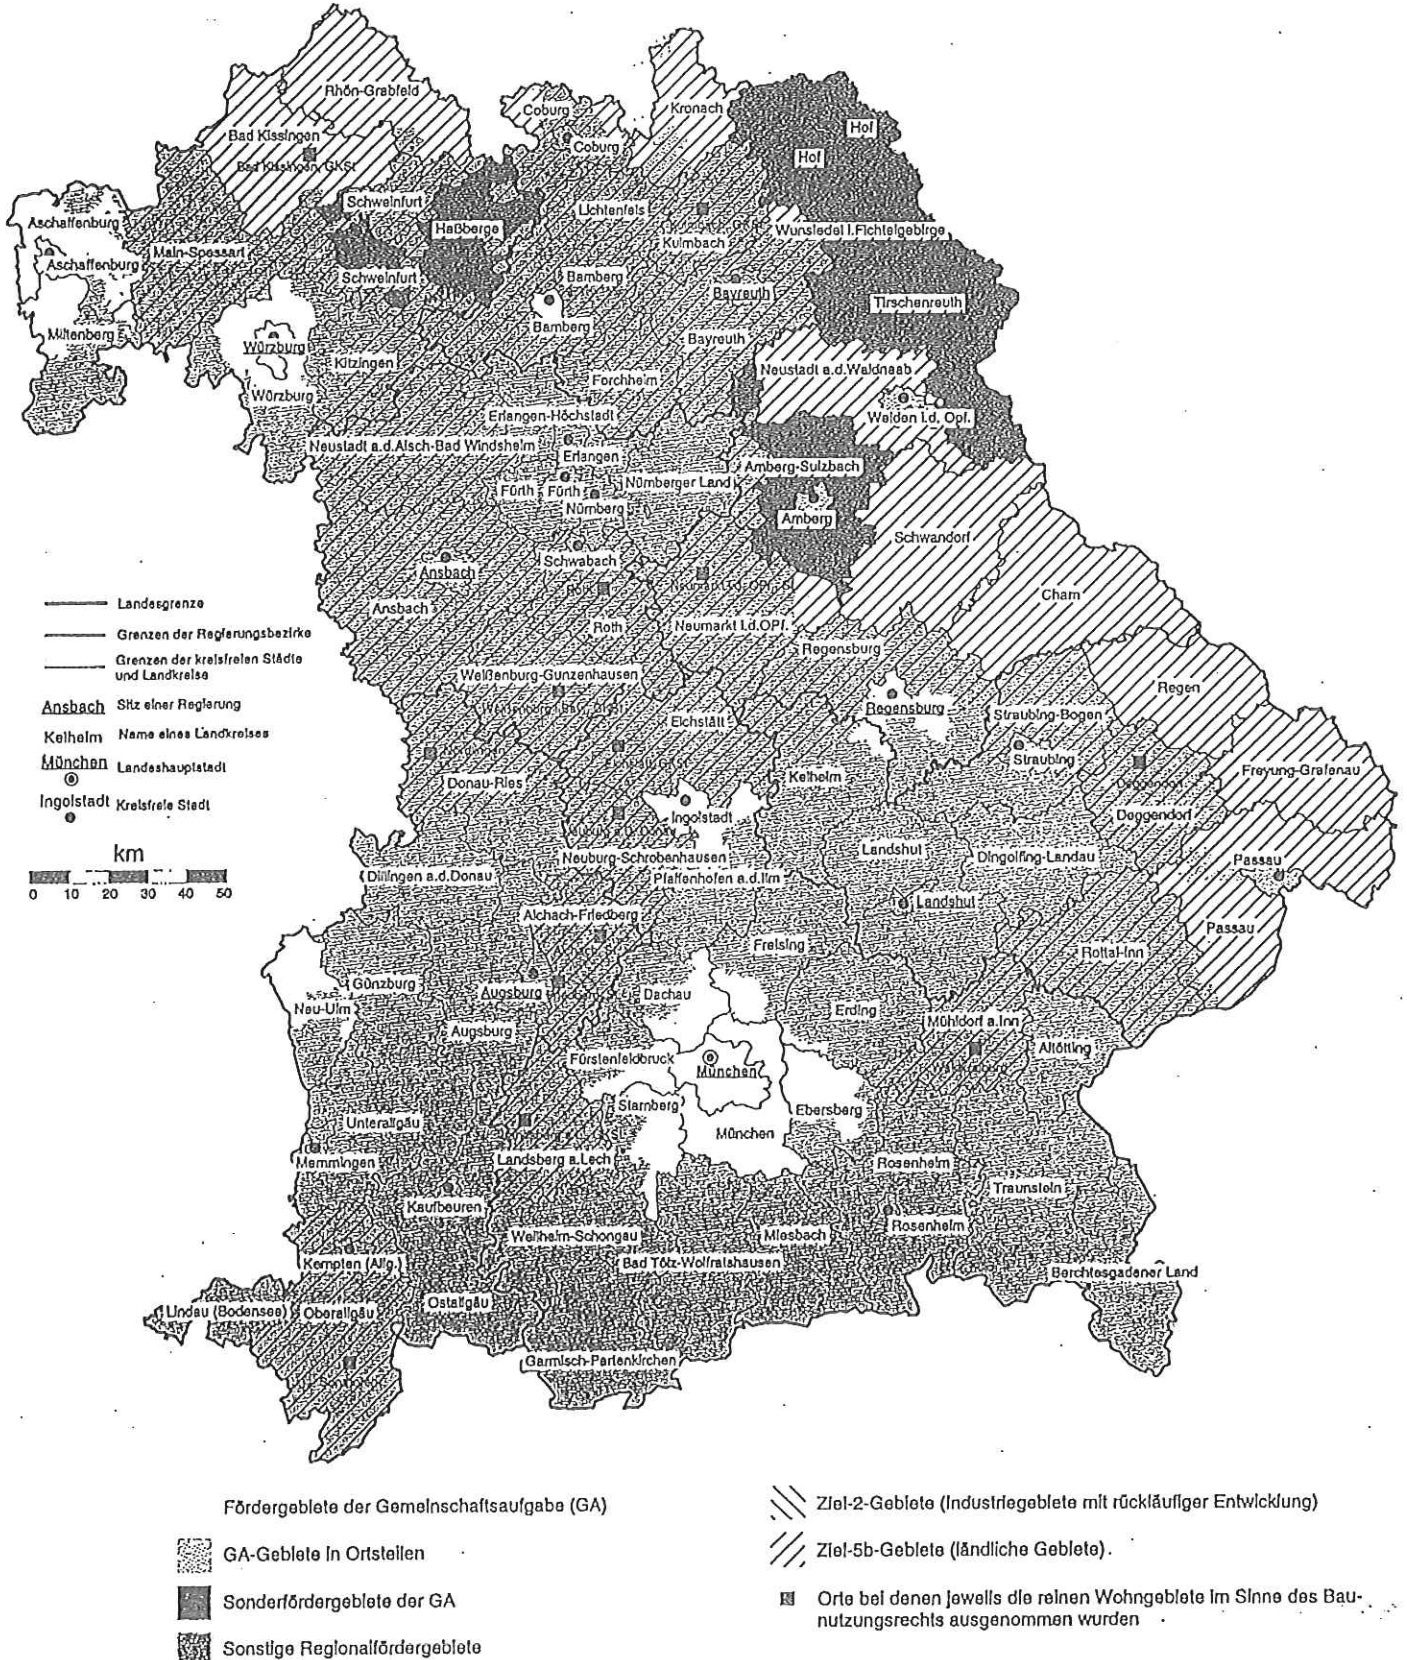 Rhön-Grabfeld
Coburg
Kronach
Hof
Bad Kissingen
Coburg
Hof
Bad Kissingen, GKSt
Schweinfurt
Lichtenfels
Aschaffenburg
Haßberge
Kulmbach
Wunsiedel i.Fichtelgebirge
Main-Spessart
Aschaffenburg
Schweinfurt
Bamberg
Bayreuth
Tirschenreuth
Bamberg
Miltenberg
Würzburg
Bayreuth
Kitzingen
Neustadt a.d.Waldnaab
Forchheim
Würzburg
Erlangen-Höchstadt
Weiden i.d. Opf.
Neustadt a.d.Aisch-Bad Windsheim
Erlangen
Amberg-Sulzbach
Nürnberger Land
Fürth
Fürth
Nürnberg
Amberg
Schwandorf
Schwabach
Ansbach
Roth
Cham
Ansbach
Roth
Neumarkt i.d.OPf.
Regensburg
Weißenburg-Gunzenhausen
Regen
Regensburg
Straubing-Bogen
Eichstätt
Nördlingen
Straubing
Freyung-Grafenau
Kelheim
Donau-Ries
Deggendorf
Ingolstadt
Deggendorf
Landshut
Dingolfing-Landau
Neuburg-Schrobenhausen
Passau
Dillingen a.d.Donau
Pfaffenhofen a.d.Ilm
Landshut
Aichach-Friedberg
Passau
Freising
Rottal-Inn
Günzburg
Augsburg
Dachau
Neu-Ulm
Erding
Mühldorf a.Inn
Augsburg
Altötting
Fürstenfeldbruck
München
Starnberg
Ebersberg
Unterallgäu
München
Memmingen
Landsberg a.Lech
Rosenheim
Traunstein
Kaufbeuren
Rosenheim
Weilheim-Schongau
Miesbach
Kempten (Allg.)
Bad Tölz-Wolfratshausen
Berchtesgadener Land
Lindau (Bodensee)
Oberallgäu
Ostallgäu
Garmisch-Partenkirchen
Sonthofen
Landesgrenze
Grenzen der Regierungsbezirke
Grenzen der kreisfreien Städte
und Landkreise
Ansbach Sitz einer Regierung
Kelheim Name eines Landkreises
München Landeshauptstadt
Ingolstadt Kreisfreie Stadt
km
0 10 20 30 40 50
Fördergebiete der Gemeinschaftsaufgabe (GA)
GA-Gebiete in Ortsteilen
Sonderfördergebiete der GA
Sonstige Regionalfördergebiete
Ziel-2-Gebiete (Industriegebiete mit rückläufiger Entwicklung)
Ziel-5b-Gebiete (ländliche Gebiete).
Orte bei denen jeweils die reinen Wohngebiete im Sinne des Bau-
nutzungsrechts ausgenommen wurden